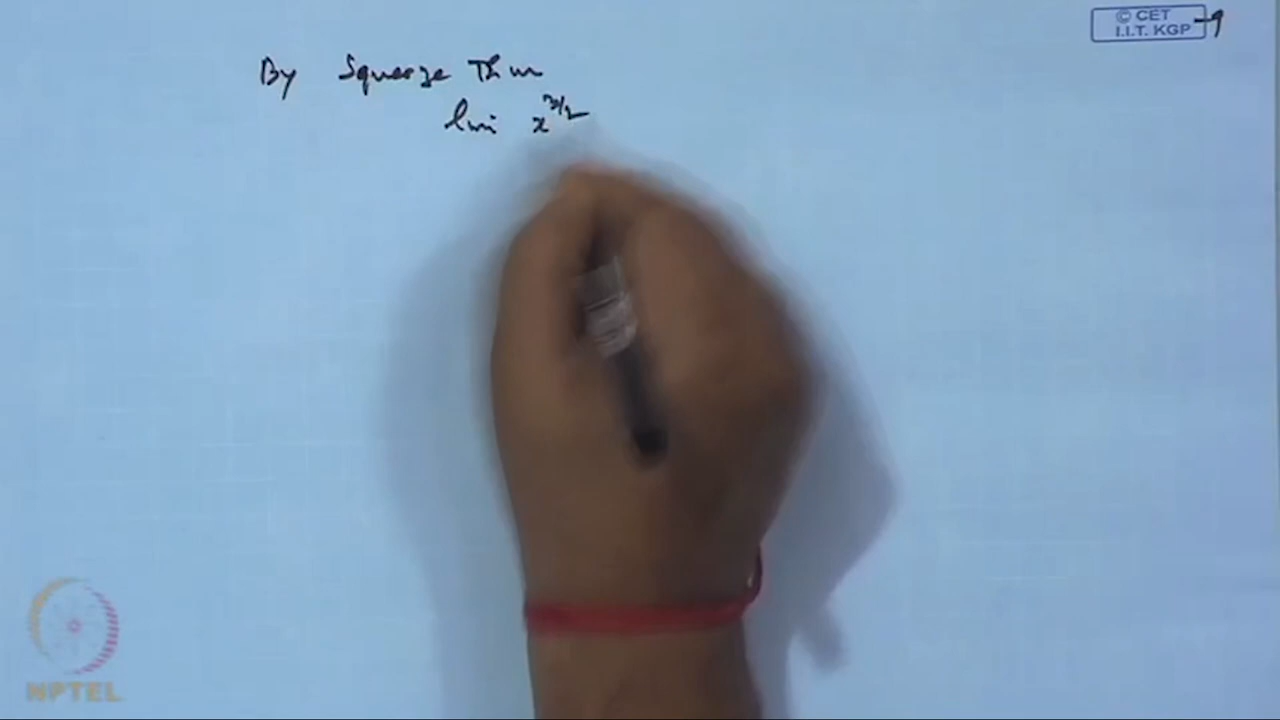 © CET
I.I.T. KGP
By Squeeze Thm
lim x^{3/2}
NPTEL